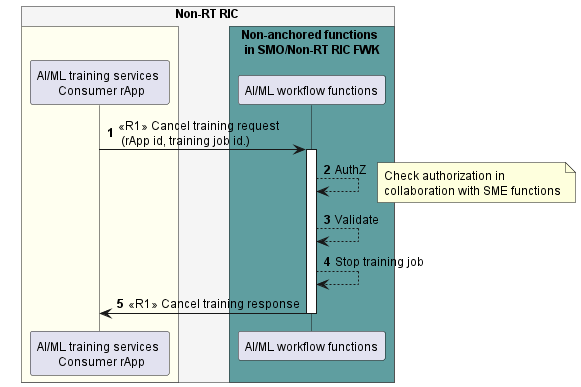 Non-RT RIC
Non-anchored functions
in SMO/Non-RT RIC FWK
AI/ML training services
Consumer rApp
AI/ML workflow functions
1 «R1» Cancel training request
(rApp id, training job id.)
2 AuthZ
Check authorization in
collaboration with SME functions
3 Validate
4 Stop training job
5 «R1» Cancel training response
AI/ML training services
Consumer rApp
AI/ML workflow functions